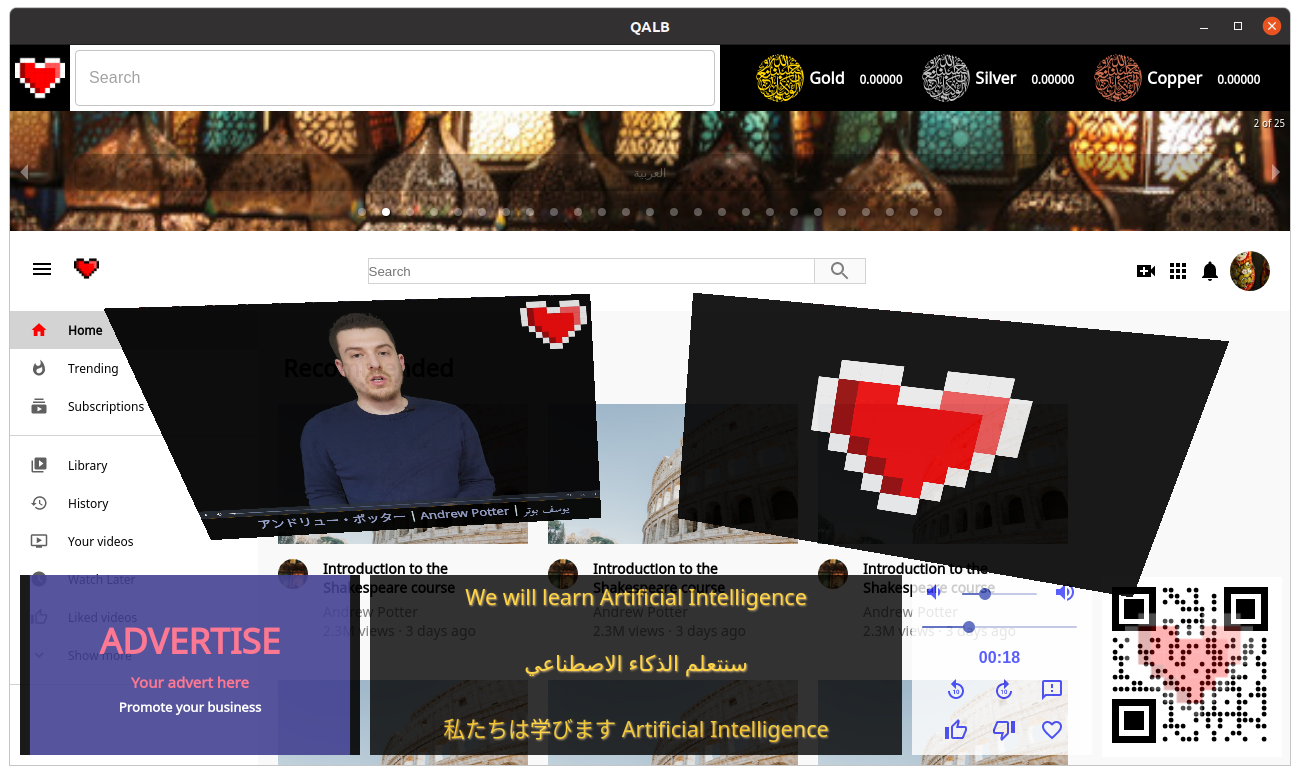 QALB
Search
Gold 0.00000 Silver 0.00000 Copper 0.00000
2 of 25
العربية
Search
Home
Recommended
Trending
Subscriptions
Library
History
Your videos
Watch Later
Liked videos
Show more
アンドリュー・ポッター | Andrew Potter | يوسف بوتر
Introduction to the
Shakespeare course
Andrew Potter
2.3M views · 3 days ago
Introduction to the
Shakespeare course
Andrew Potter
2.3M views · 3 days ago
Introduction to the
Shakespeare course
Andrew Potter
2.3M views · 3 days ago
ADVERTISE
Your advert here
Promote your business
We will learn Artificial Intelligence
سنتعلم الذكاء الاصطناعي
私たちは学びます Artificial Intelligence
00:18
10 10